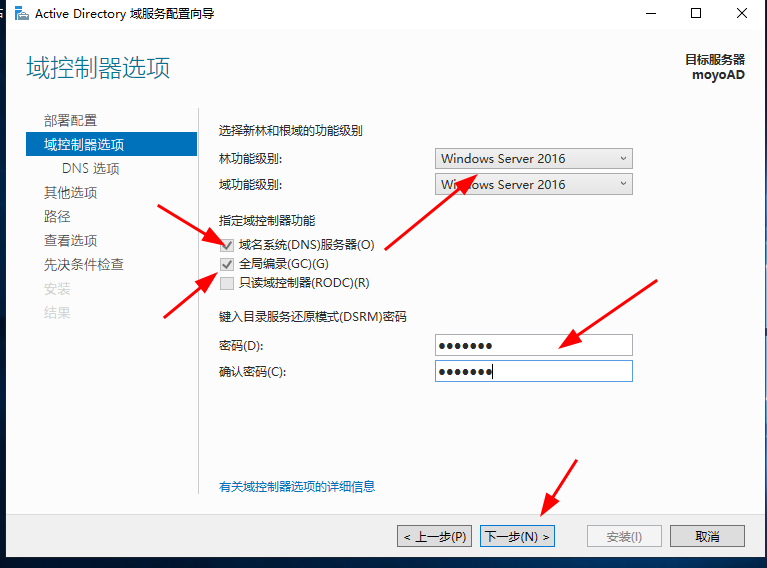 Active Directory 域服务配置向导
域控制器选项
目标服务器
moyoAD
部署配置
域控制器选项
DNS 选项
其他选项
路径
查看选项
先决条件检查
安装
结果
选择新林和根域的功能级别
林功能级别: Windows Server 2016
域功能级别: Windows Server 2016
指定域控制器功能
域名系统(DNS)服务器(O)
全局编录(GC)(G)
只读域控制器(RODC)(R)
键入目录服务还原模式(DSRM)密码
密码(D): ●●●●●●●
确认密码(C): ●●●●●●●
有关域控制器选项的详细信息
< 上一步(P) 下一步(N) > 安装(I) 取消